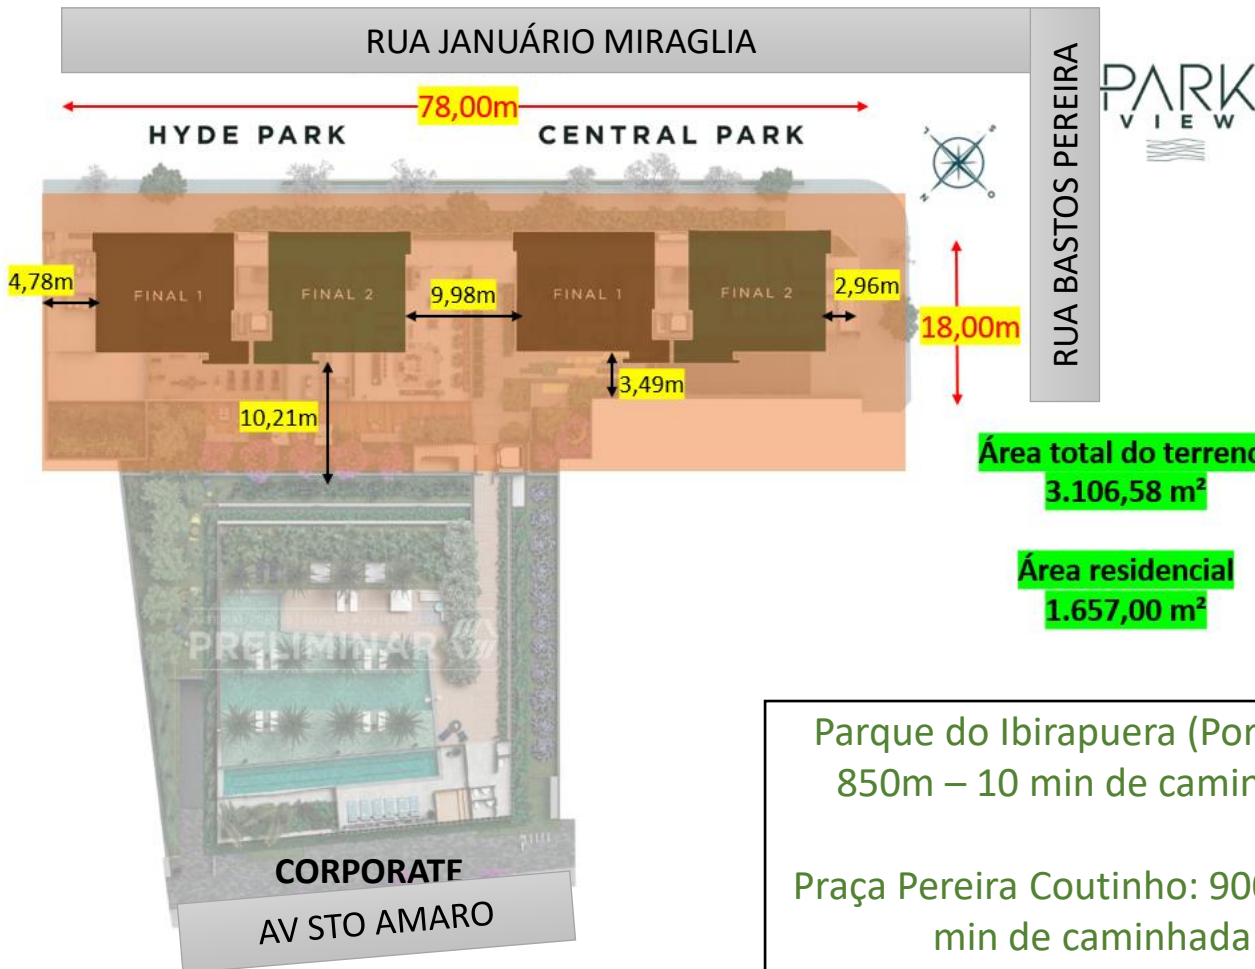 RUA JANUÁRIO MIRAGLIA
RUA BASTOS PEREIRA
PARK
VIEW
78,00m
HYDE PARK
CENTRAL PARK
N
S
O
4,78m
FINAL 1
FINAL 2
9,98m
FINAL 1
FINAL 2
2,96m
18,00m
3,49m
10,21m
Área total do terreno
3.106,58 m²
Área residencial
1.657,00 m²
PRELIMINAR
Parque do Ibirapuera (Por
850m – 10 min de camin
Praça Pereira Coutinho: 900
min de caminhada
CORPORATE
AV STO AMARO